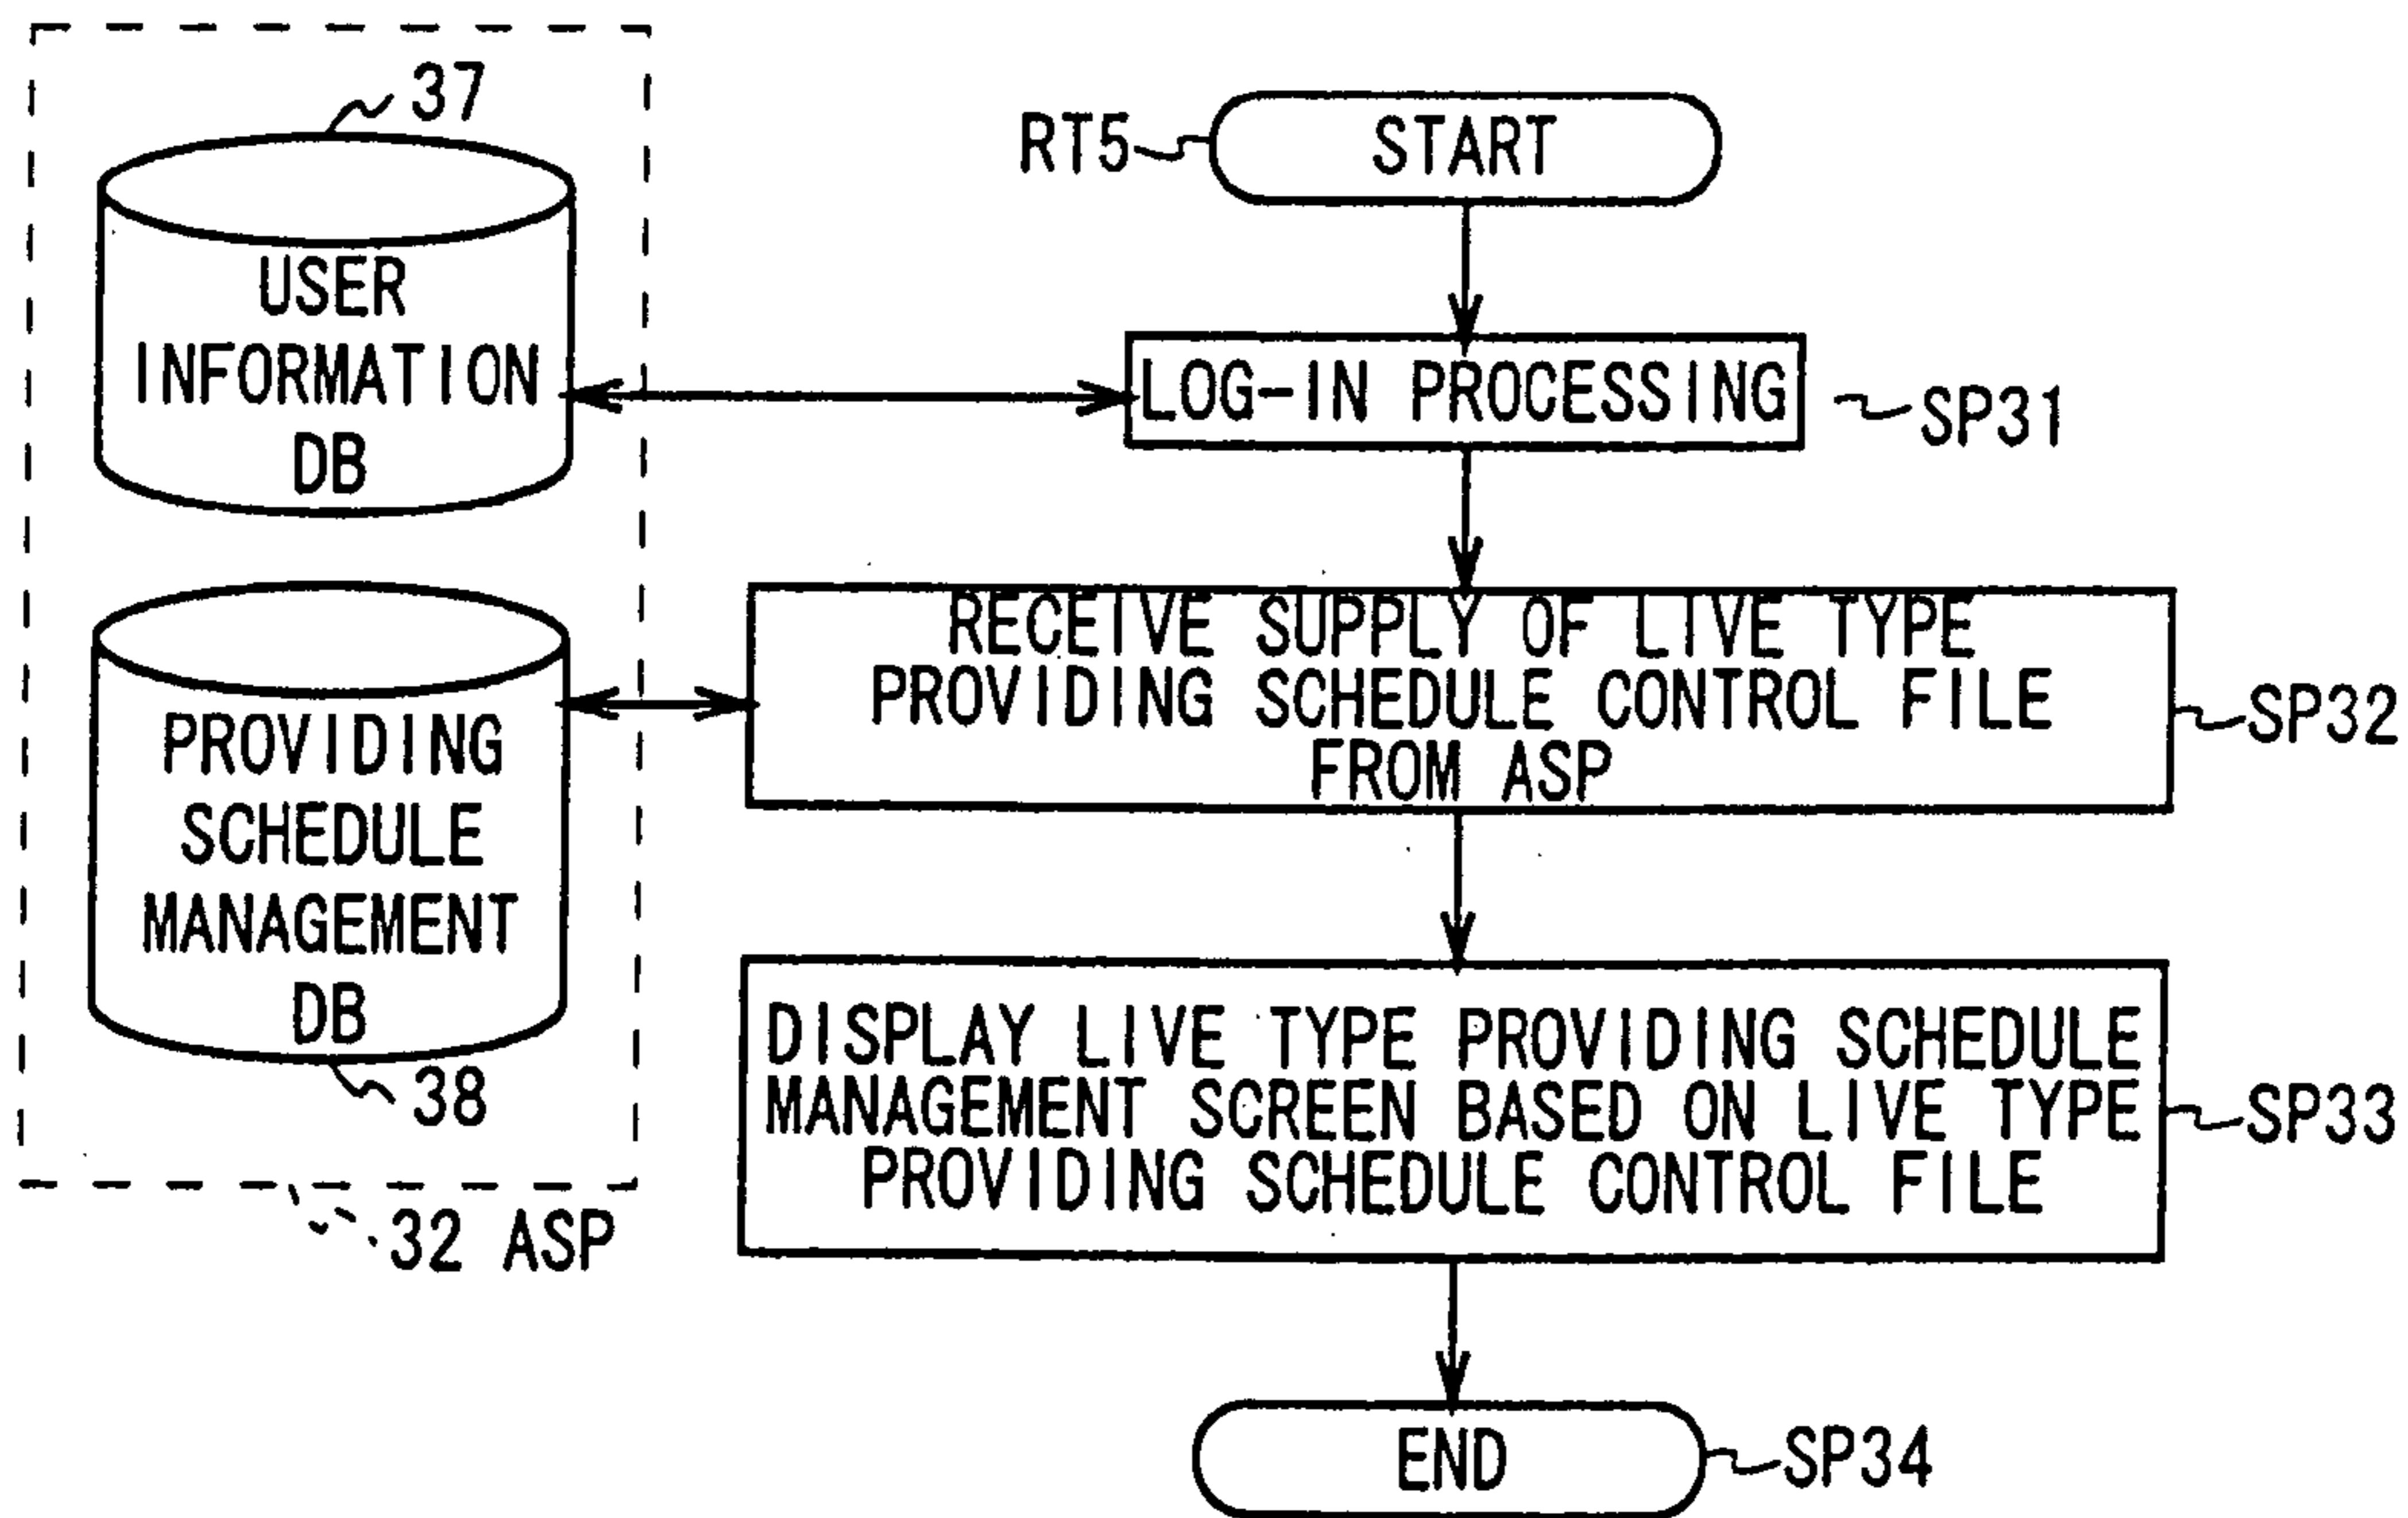 37
USER
INFORMATION
DB
PROVIDING
SCHEDULE
MANAGEMENT
DB
38
32 ASP
RT5
START
LOG-IN PROCESSING
SP31
RECEIVE SUPPLY OF LIVE TYPE
PROVIDING SCHEDULE CONTROL FILE
FROM ASP
SP32
DISPLAY LIVE TYPE PROVIDING SCHEDULE
MANAGEMENT SCREEN BASED ON LIVE TYPE
PROVIDING SCHEDULE CONTROL FILE
SP33
END
SP34